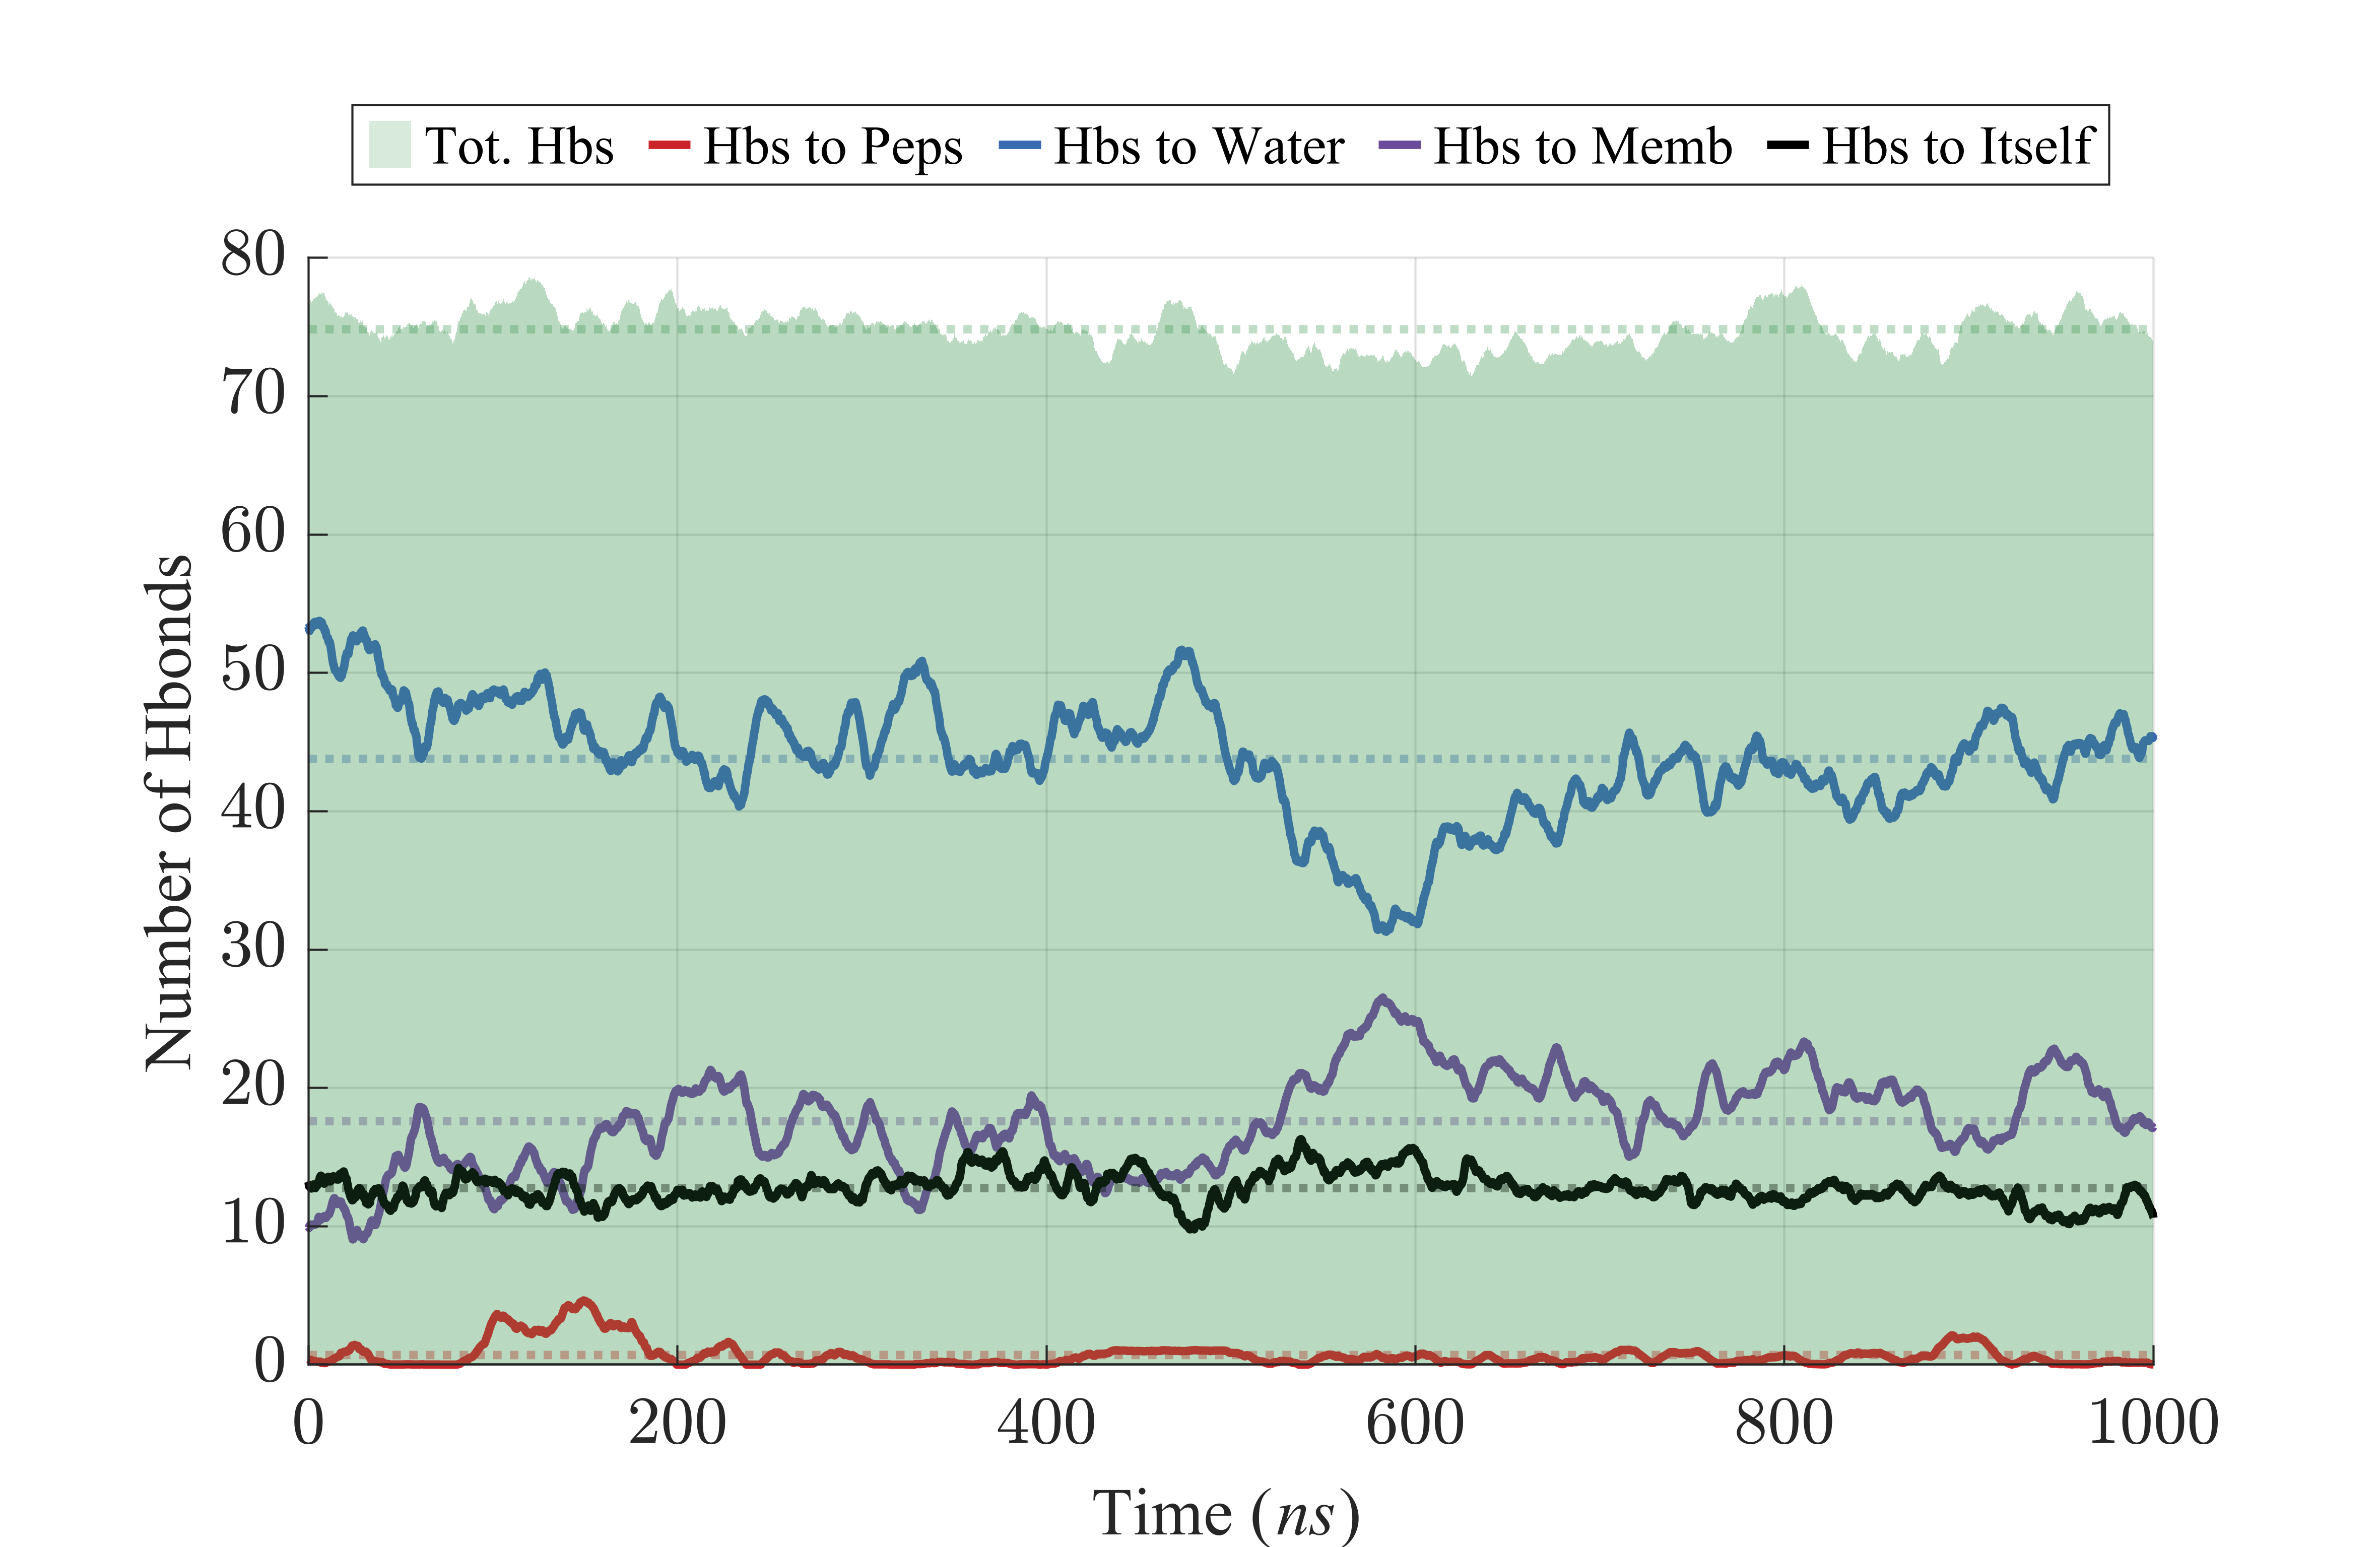 Tot. Hbs Hbs to Peps Hbs to Water Hbs to Memb Hbs to Itself
80
70
60
50
40
30
20
10
0
Number of Hbonds
0 200 400 600 800 1000
Time (ns)